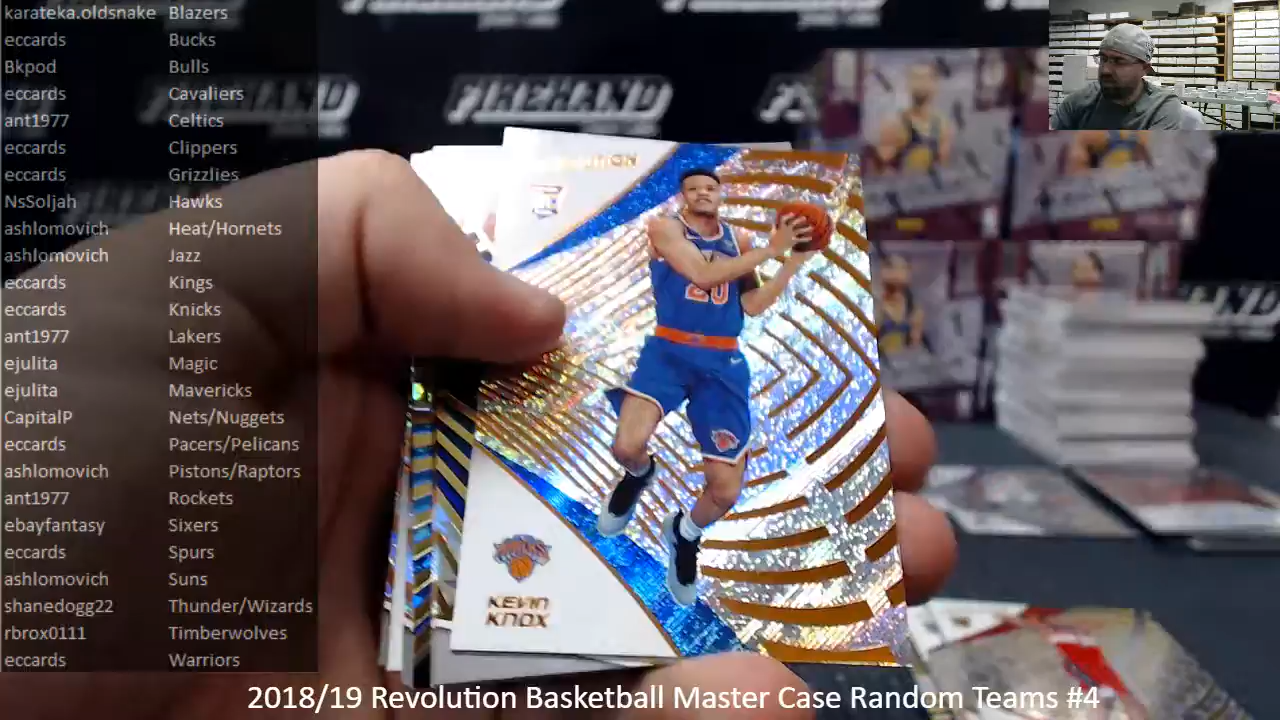 karateka.oldsnake Blazers
eccards Bucks
Bkpod Bulls
eccards Cavaliers
ant1977 Celtics
eccards Clippers
eccards Grizzlies
NsSoljah Hawks
ashlomovich Heat/Hornets
ashlomovich Jazz
eccards Kings
eccards Knicks
ant1977 Lakers
ejulita Magic
ejulita Mavericks
CapitalP Nets/Nuggets
eccards Pacers/Pelicans
ashlomovich Pistons/Raptors
ant1977 Rockets
ebayfantasy Sixers
eccards Spurs
ashlomovich Suns
shanedogg22 Thunder/Wizards
rbrox0111 Timberwolves
eccards Warriors
FIREHAND
20
KEVIN
KNOX
2018/19 Revolution Basketball Master Case Random Teams #4